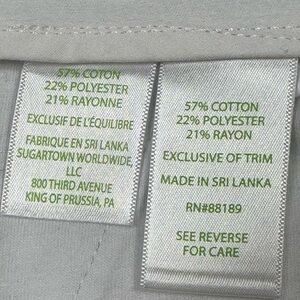 57% COTON
22% POLYESTER
21% RAYONNE
EXCLUSIF DE L'ÉQUILIBRE
FABRIQUE EN SRI LANKA
SUGARTOWN WORLDWIDE,
LLC
800 THIRD AVENUE
KING OF PRUSSIA, PA
57% COTTON
22% POLYESTER
21% RAYON
EXCLUSIVE OF TRIM
MADE IN SRI LANKA
RN#88189
SEE REVERSE
FOR CARE